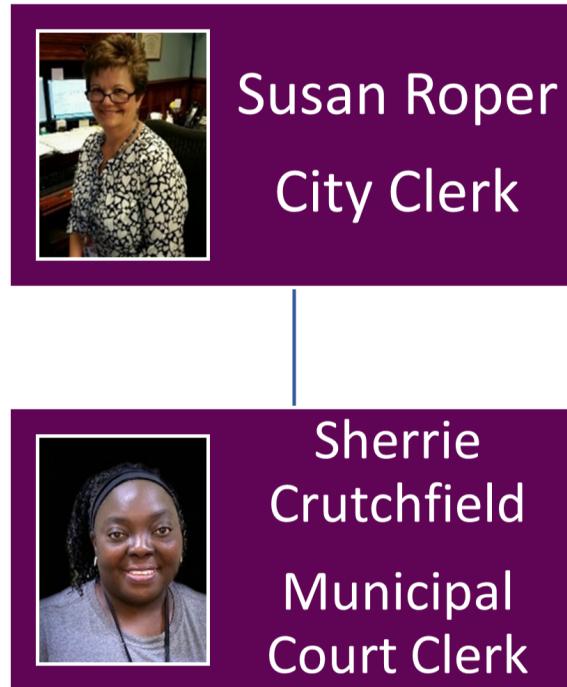 Susan Roper
City Clerk
Sherrie
Crutchfield
Municipal
Court Clerk